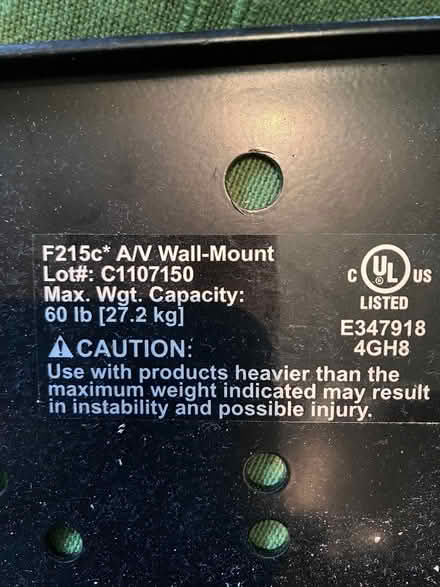 F215c* A/V Wall-Mount
Lot#: C1107150
Max. Wgt. Capacity:
60 lb [27.2 kg]
CAUTION:
Use with products heavier than the
maximum weight indicated may result
in instability and possible injury.
C UL US
®
LISTED
E347918
4GH8